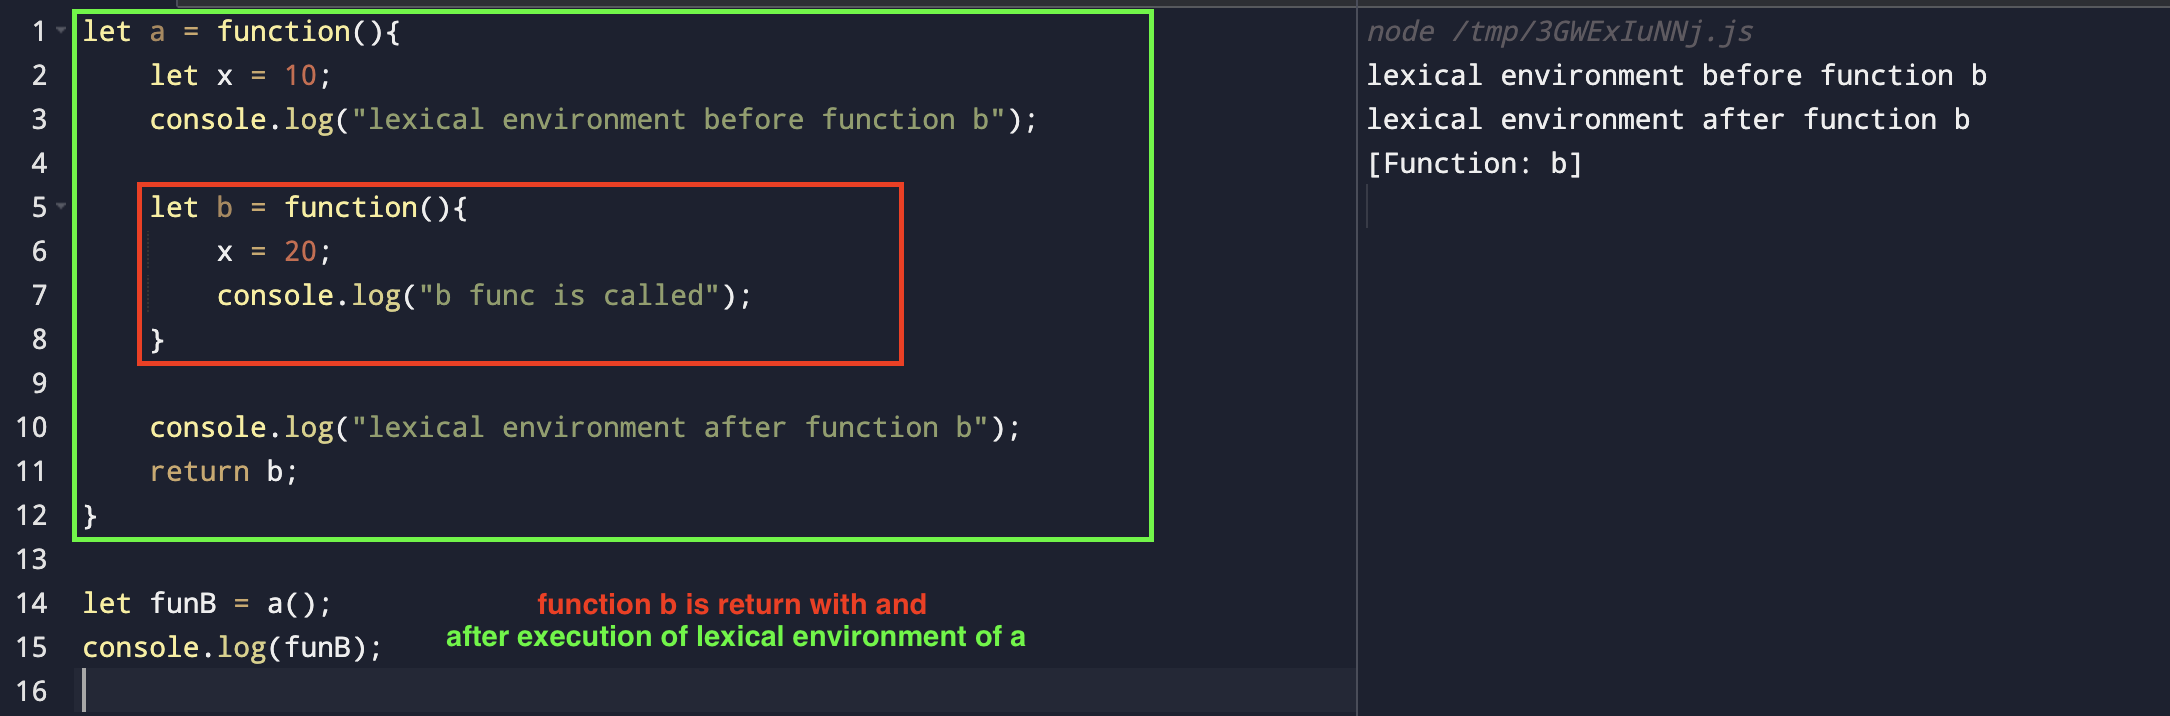 1 let a = function(){
2     let x = 10;
3     console.log("lexical environment before function b");
4
5     let b = function(){
6         x = 20;
7         console.log("b func is called");
8     }
9
10     console.log("lexical environment after function b");
11     return b;
12 }
13
14 let funB = a();
15 console.log(funB);
16
function b is return with and
after execution of lexical environment of a
node /tmp/3GWExIuNNj.js
lexical environment before function b
lexical environment after function b
[Function: b]